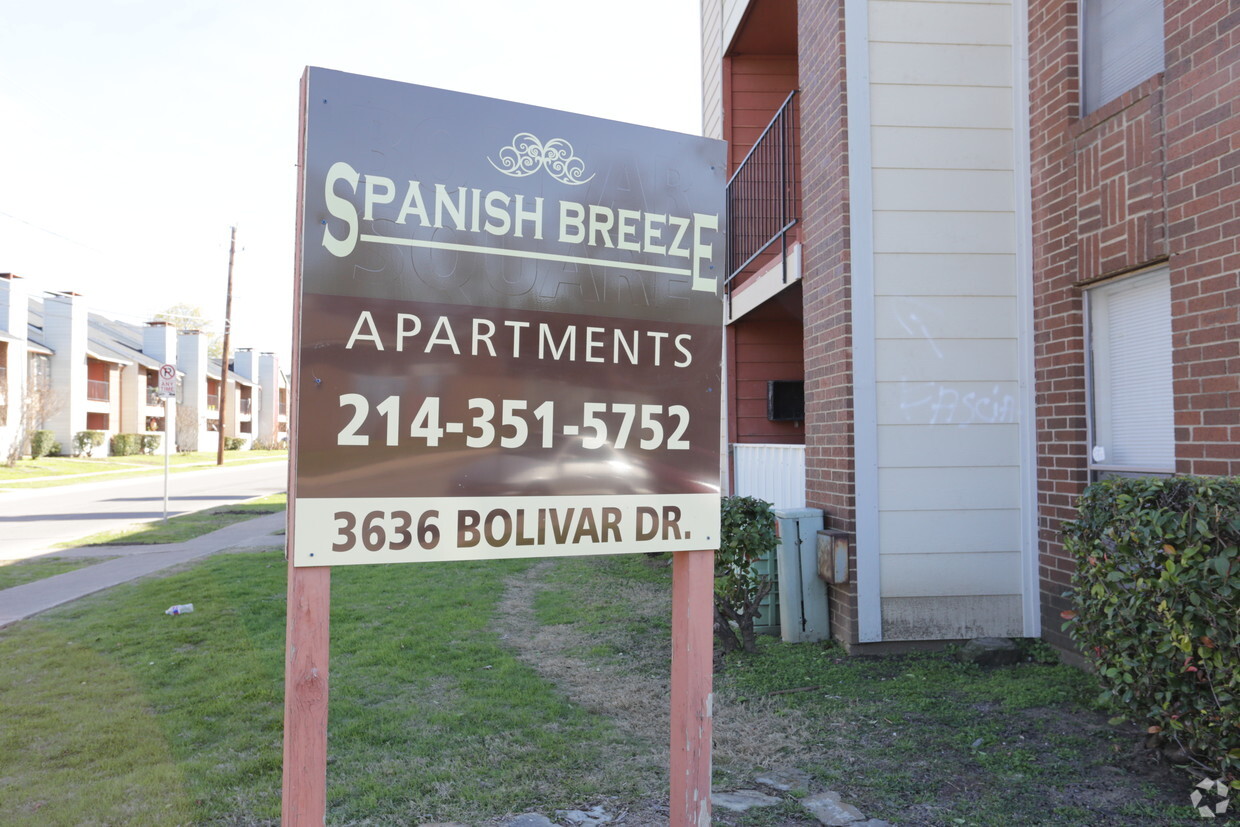 SPANISH BREEZE
APARTMENTS
214-351-5752
3636 BOLIVAR DR.